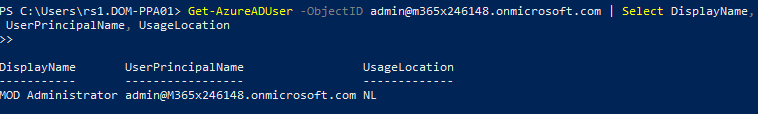 PS C:\Users\rs1.DOM-PPA01> Get-AzureADUser -ObjectID admin@m365x246148.onmicrosoft.com | Select DisplayName,
UserPrincipalName, UsageLocation
>>
DisplayName UserPrincipalName UsageLocation
----------- ----------------- -------------
MOD Administrator admin@M365x246148.onmicrosoft.com NL